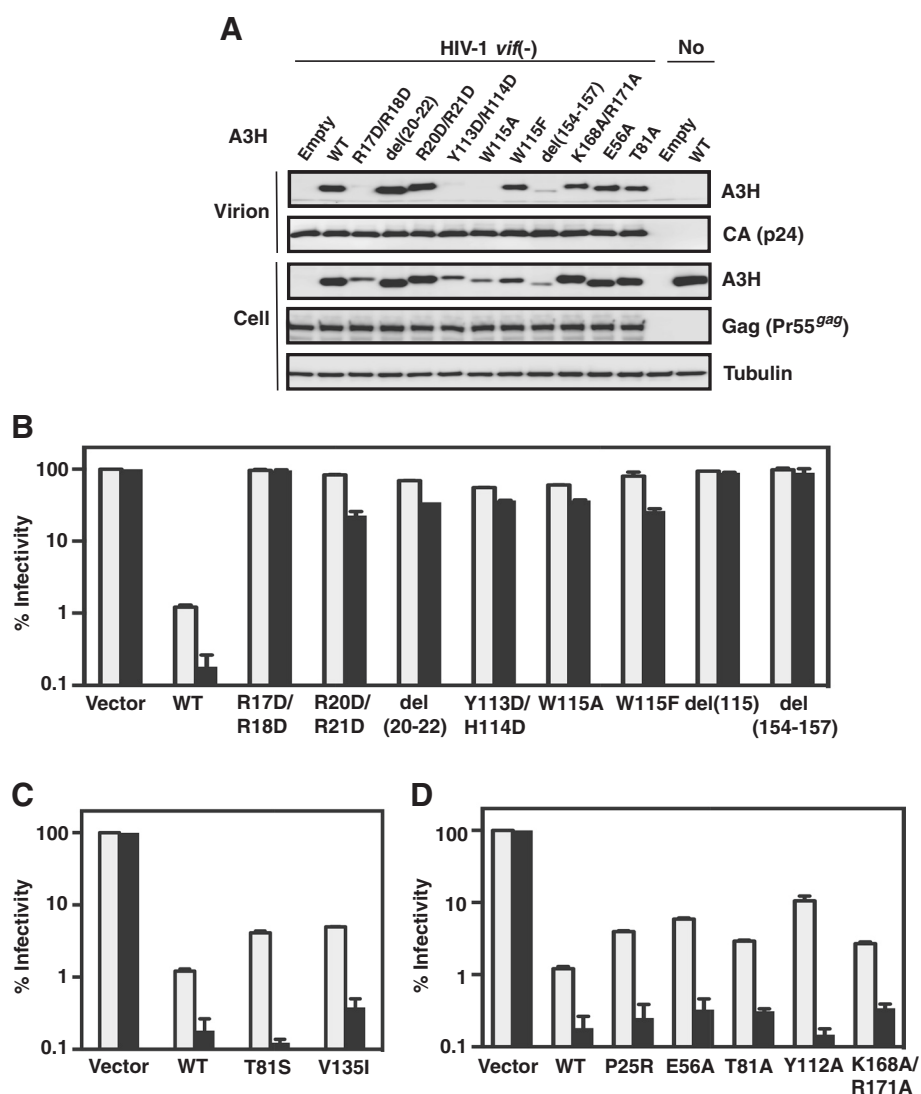 A
HIV-1 vif(-)
No
A3H
Empty
WT
R17D/R18D
del(20-22)
R20D/R21D
Y113D/H114D
W115A
W115F
del(154-157)
K168A/R171A
E56A
T81A
Empty
WT
Virion
A3H
CA (p24)
Cell
A3H
Gag (Pr55gag)
Tubulin
B
% Infectivity
100
10
1
0.1
Vector
WT
R17D/
R18D
R20D/
R21D
del
(20-22)
Y113D/
H114D
W115A
W115F
del(115)
del
(154-157)
C
% Infectivity
100
10
1
0.1
Vector
WT
T81S
V135I
D
% Infectivity
100
10
1
0.1
Vector
WT
P25R
E56A
T81A
Y112A
K168A/
R171A